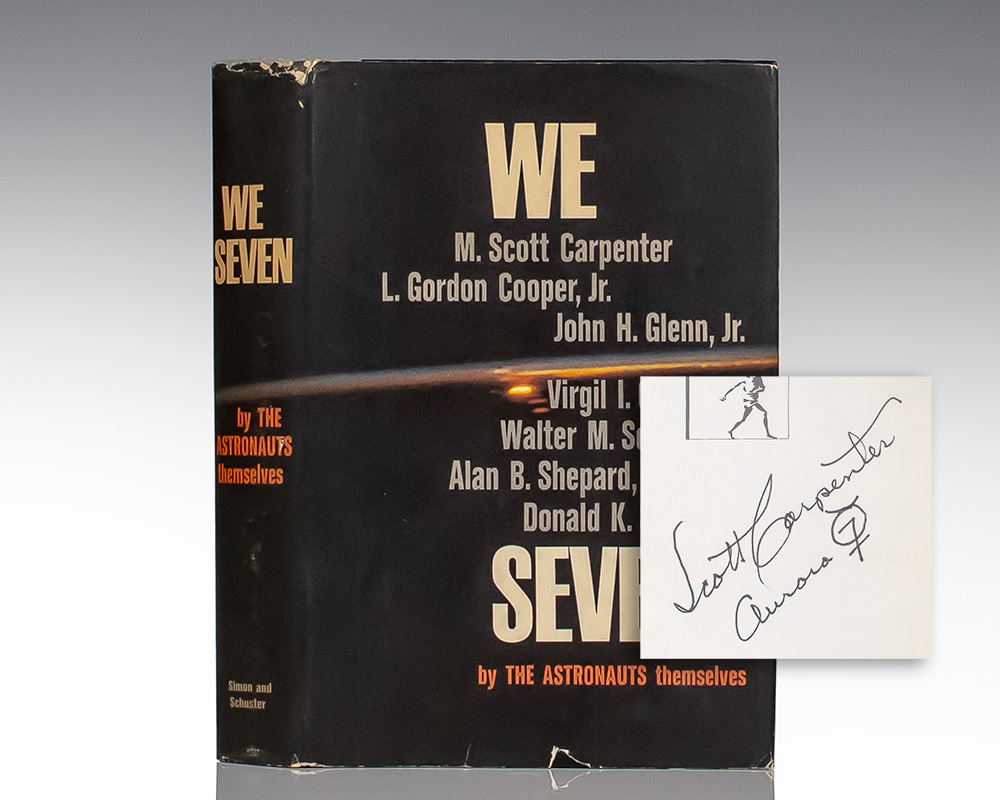 WE
SEVEN
by THE
ASTRONAUTS
themselves
Simon and
Schuster
WE
M. Scott Carpenter
L. Gordon Cooper, Jr.
John H. Glenn, Jr.
Virgil I.
Walter M.
Alan B. Shepard,
Donald K.
SEVE
by THE ASTRONAUTS themselves
Scott Carpenter
Aurora 7